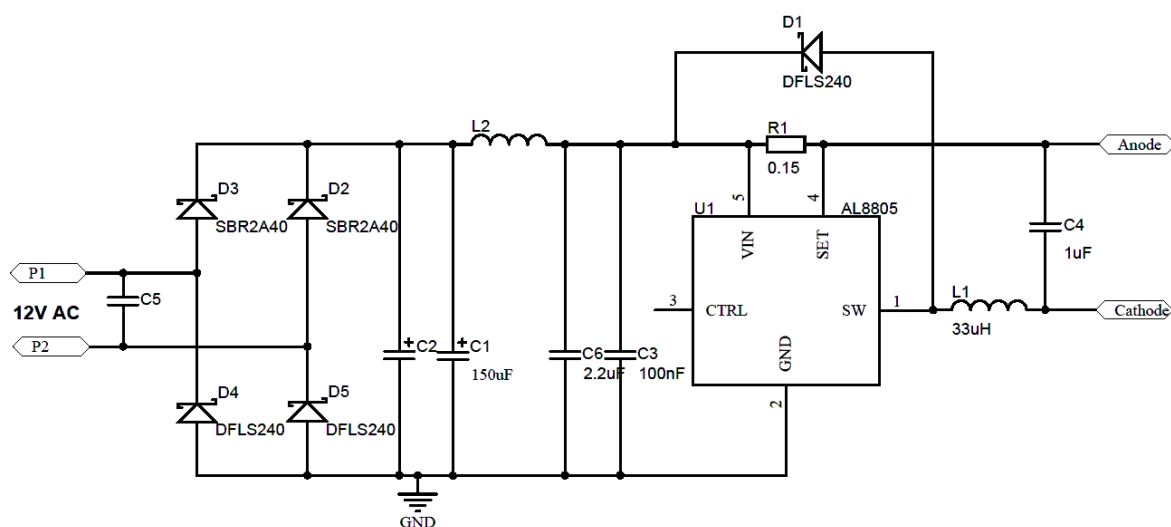 D1
DFLS240
L2
R1
0.15
Anode
D3
SBR2A40
D2
SBR2A40
U1
AL8805
5
4
VIN
SET
C4
1uF
P1
12V AC
C5
P2
3
CTRL
SW
1
L1
33uH
Cathode
C2
C1
150uF
C6
2.2uF
C3
100nF
GND
2
D4
DFLS240
D5
DFLS240
GND